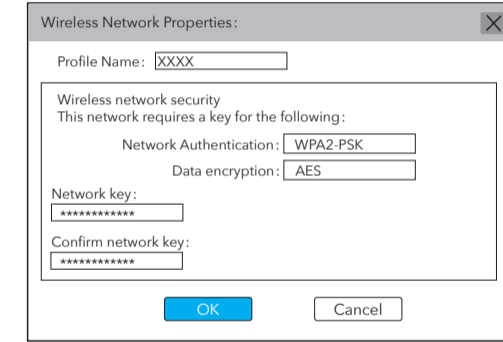 Wireless Network Properties:
Profile Name: XXXX
Wireless network security
This network requires a key for the following:
Network Authentication: WPA2-PSK
Data encryption: AES
Network key:
************
Confirm network key:
************
OK Cancel